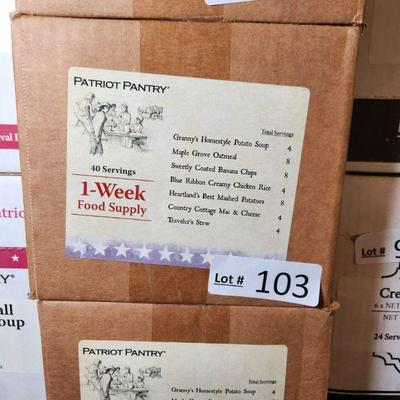 PATRIOT PANTRY®
40 Servings
1-Week
Food Supply
Total Servings
Granny's Homestyle Potato Soup 4
Maple Grove Oatmeal 8
Sweetly Coated Banana Chips 8
Blue Ribbon Creamy Chicken Rice 4
Heartland's Best Mashed Potatoes 8
Country Cottage Mac & Cheese 4
Traveler's Stew 4
Lot # 103
Lot #
24 Serv
PATRIOT PANTRY®
Total Servings
Granny's Homestyle Potato Soup 4